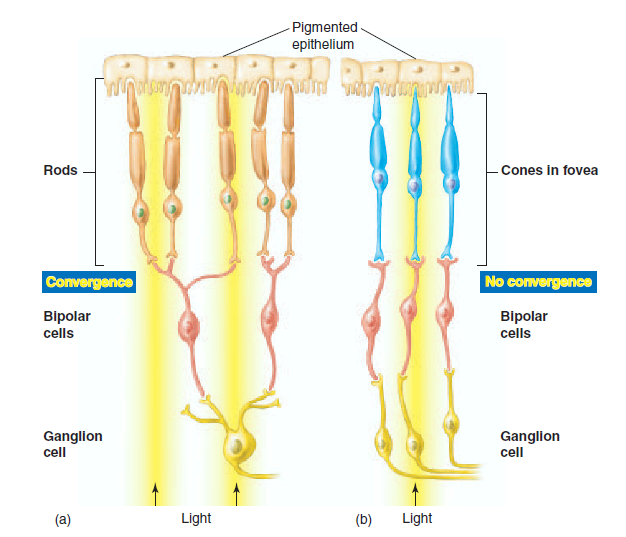 Pigmented
epithelium
Rods
Cones in fovea
Convergence
No convergence
Bipolar
cells
Bipolar
cells
Ganglion
cell
Ganglion
cell
(a)
Light
(b)
Light